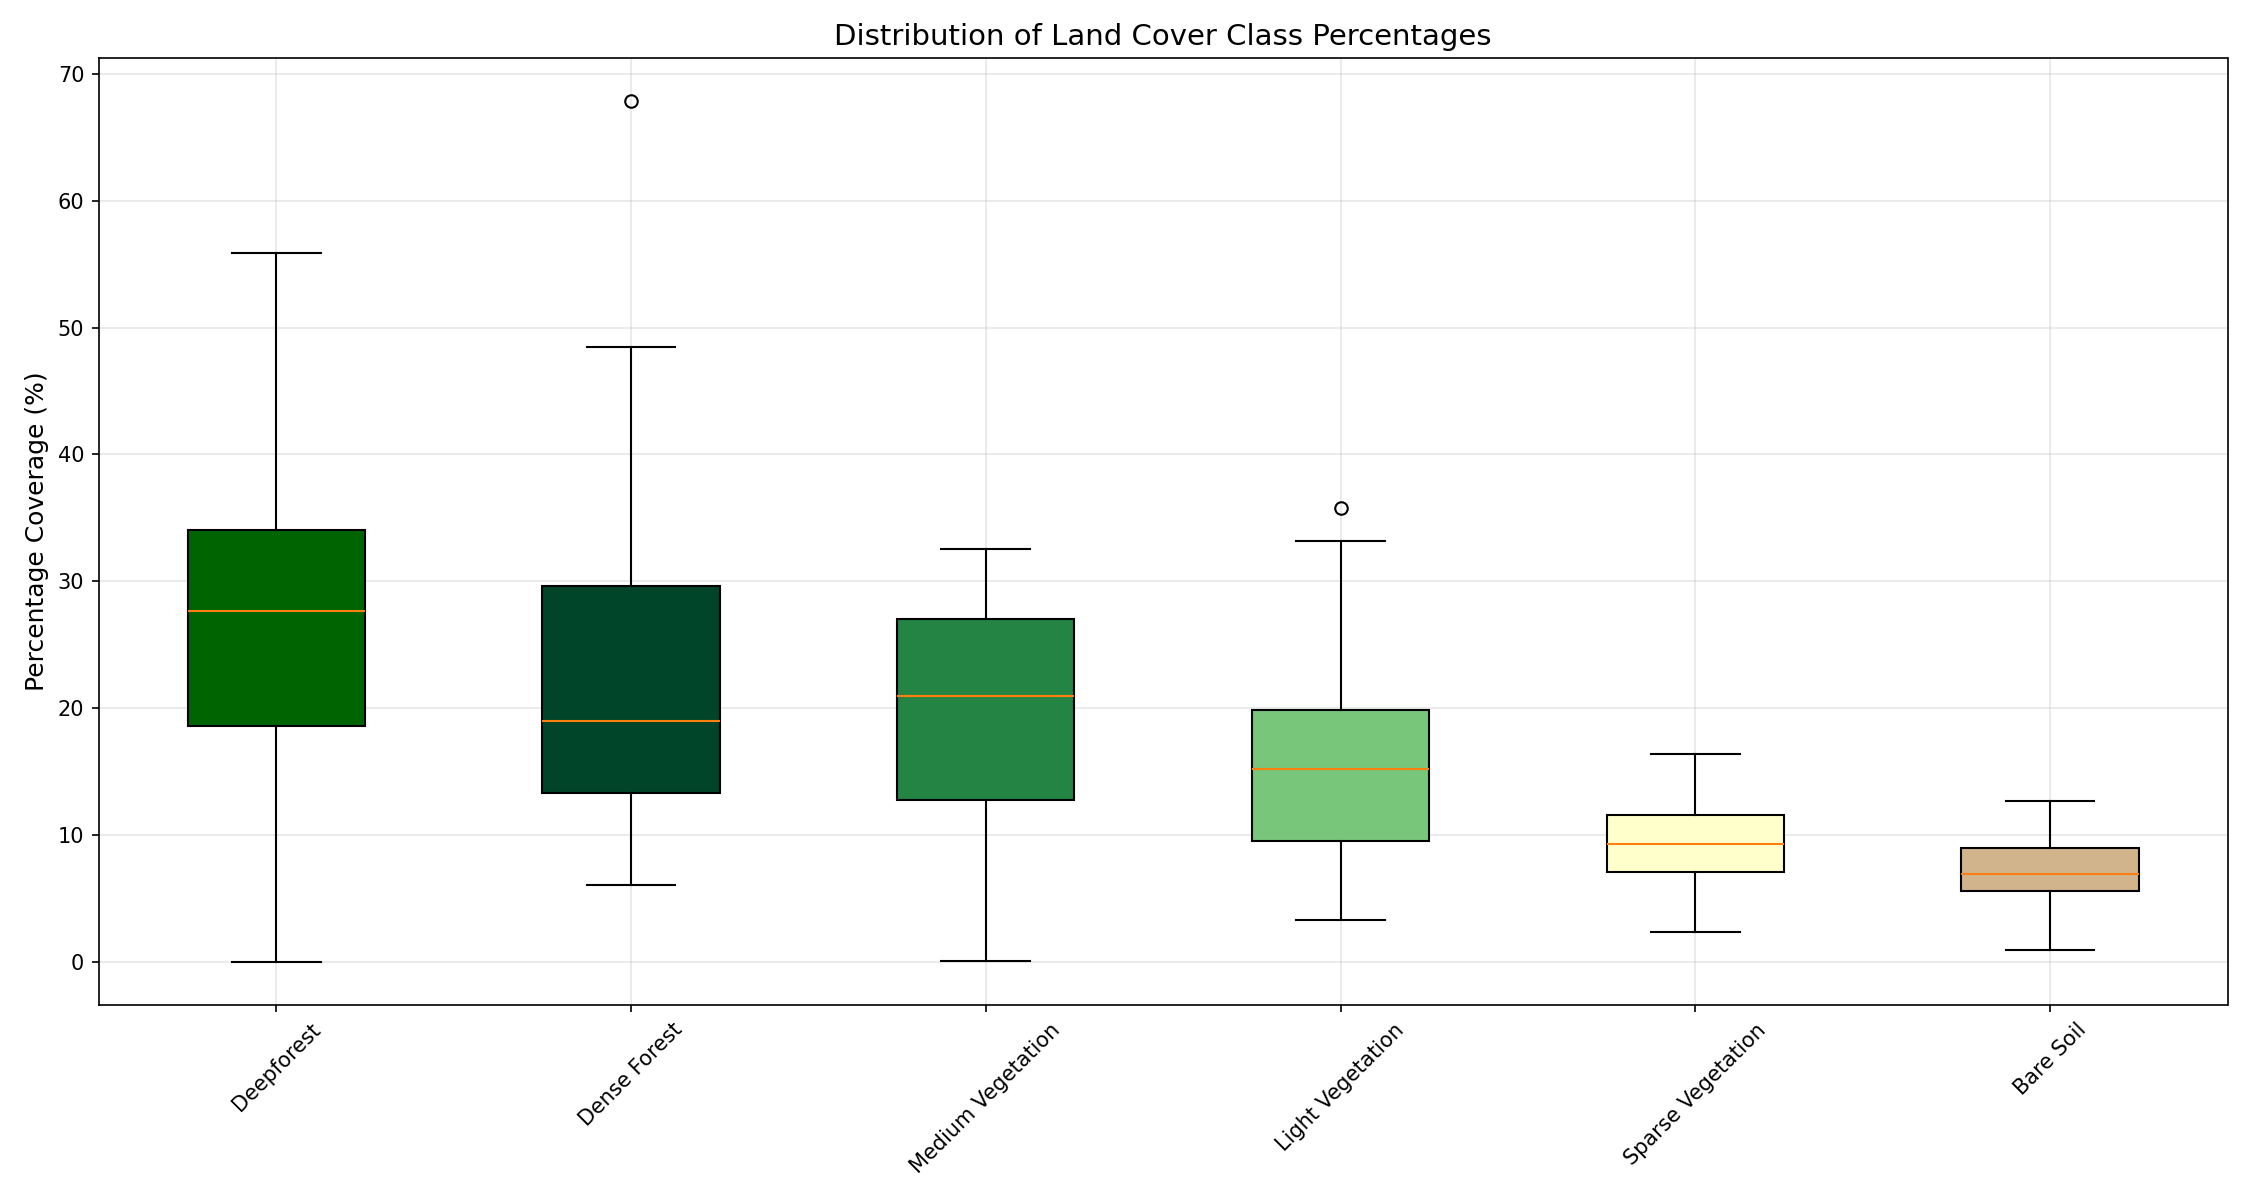 Distribution of Land Cover Class Percentages
Percentage Coverage (%)
70
60
50
40
30
20
10
0
Deepforest
Dense Forest
Medium Vegetation
Light Vegetation
Sparse Vegetation
Bare Soil